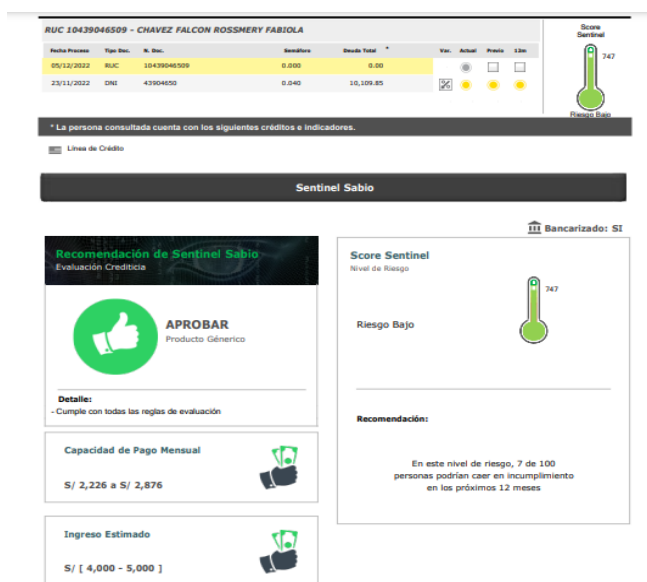 RUC 10439046509 - CHAVEZ FALCON ROSSMERY FABIOLA
Score Sentinel
Fecha Proceso Tipo Doc. N. Doc. Semáforo Deuda Total * Var. Actual Previo 12m
05/12/2022 RUC 10439046509 0.000 0.00
23/11/2022 DNI 43904650 0.040 10,109.85
747
Riesgo Bajo
* La persona consultada cuenta con los siguientes créditos e indicadores.
Línea de Crédito
Sentinel Sabio
Bancarizado: SI
Recomendación de Sentinel Sabio
Evaluación Crediticia
APROBAR
Producto Génerico
Detalle:
- Cumple con todas las reglas de evaluación
Capacidad de Pago Mensual
S/ 2,226 a S/ 2,876
Ingreso Estimado
S/ [ 4,000 - 5,000 ]
Score Sentinel
Nivel de Riesgo
747
Riesgo Bajo
Recomendación:
En este nivel de riesgo, 7 de 100
personas podrían caer en incumplimiento
en los próximos 12 meses